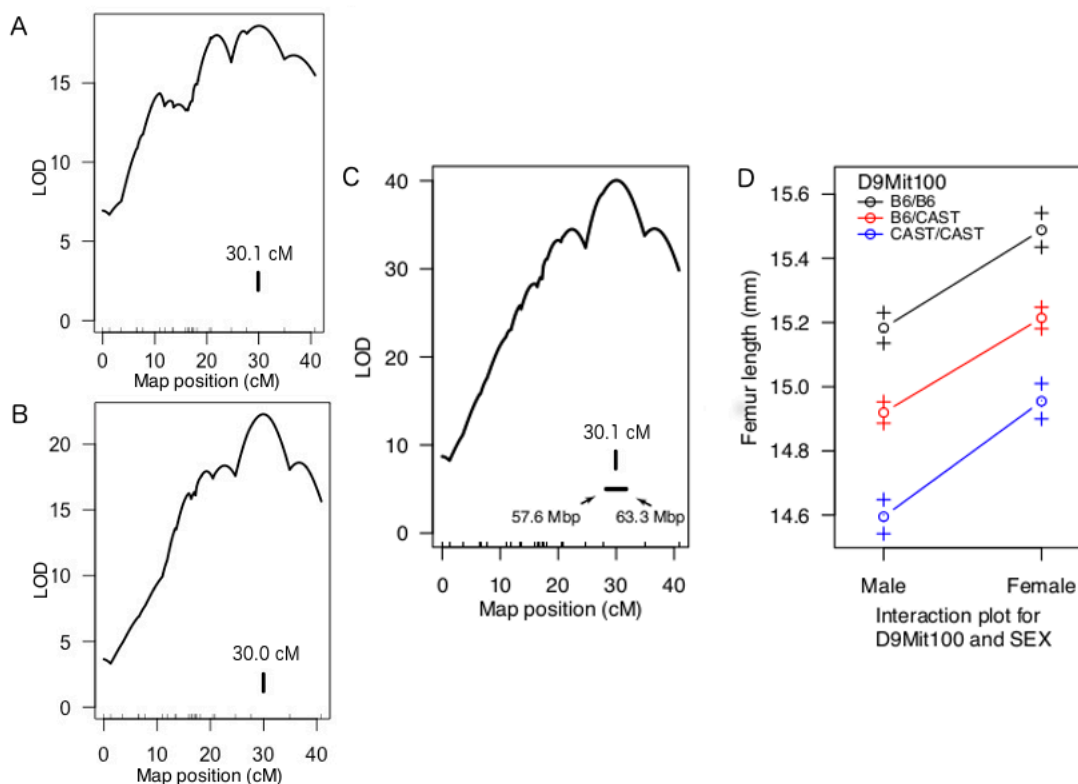 A
LOD
15
10
5
0
30.1 cM
0 10 20 30 40
Map position (cM)
B
LOD
20
15
10
5
0
30.0 cM
0 10 20 30 40
Map position (cM)
C
LOD
40
30
20
10
0
30.1 cM
57.6 Mbp 63.3 Mbp
0 10 20 30 40
Map position (cM)
D
Femur length (mm)
15.6
15.4
15.2
15.0
14.8
14.6
D9Mit100
B6/B6
B6/CAST
CAST/CAST
Male Female
Interaction plot for
D9Mit100 and SEX